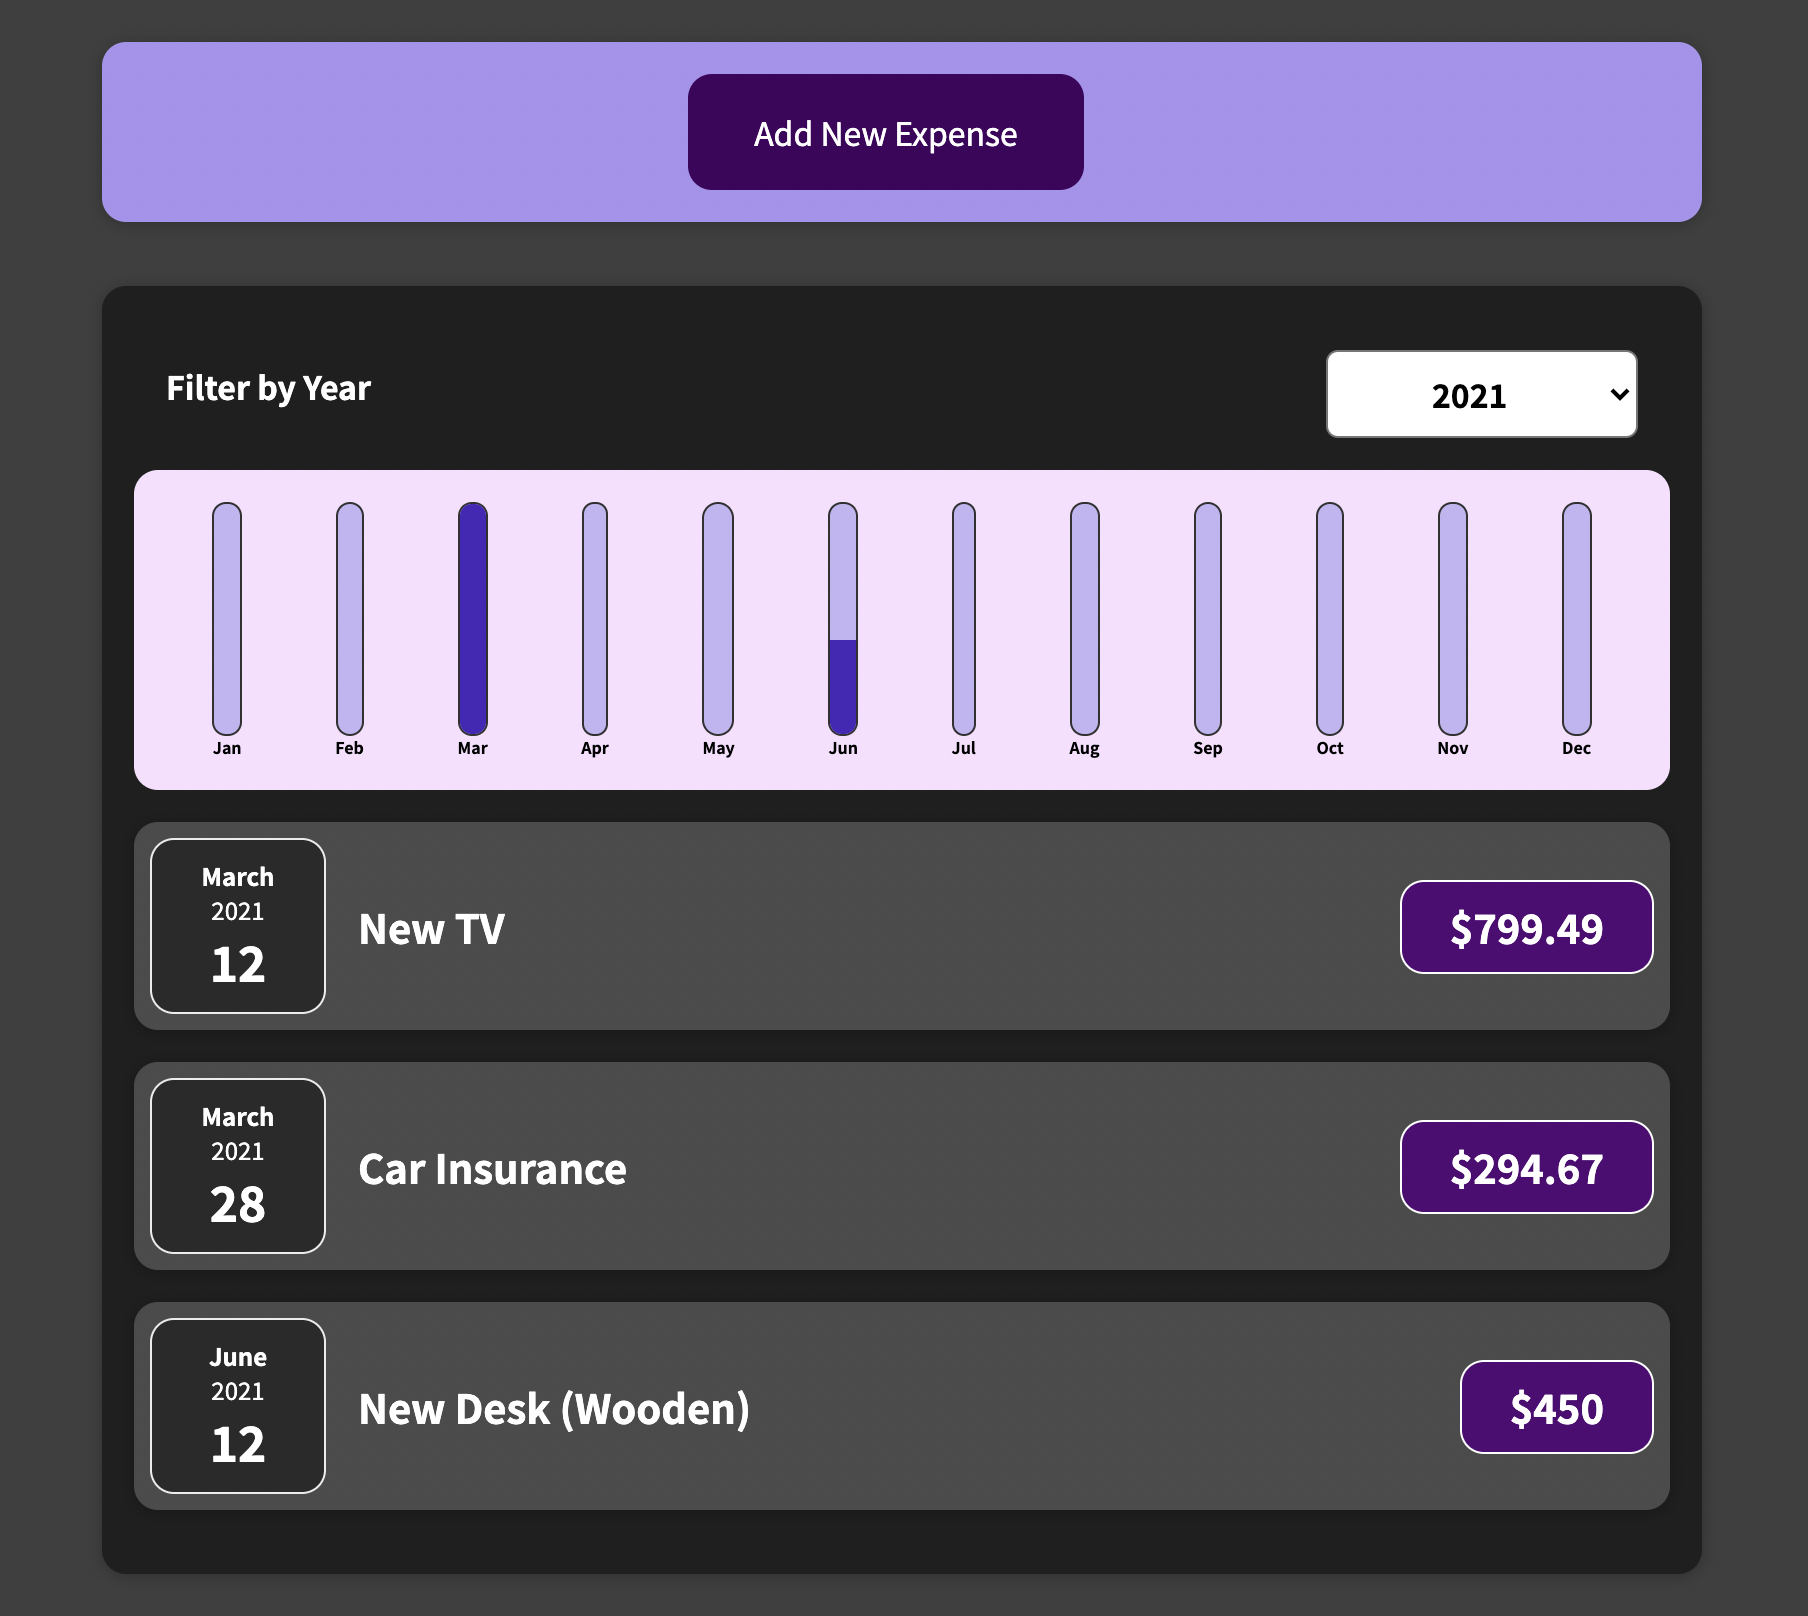 Add New Expense
Filter by Year
2021
Jan Feb Mar Apr May Jun Jul Aug Sep Oct Nov Dec
March
2021
12
New TV
$799.49
March
2021
28
Car Insurance
$294.67
June
2021
12
New Desk (Wooden)
$450